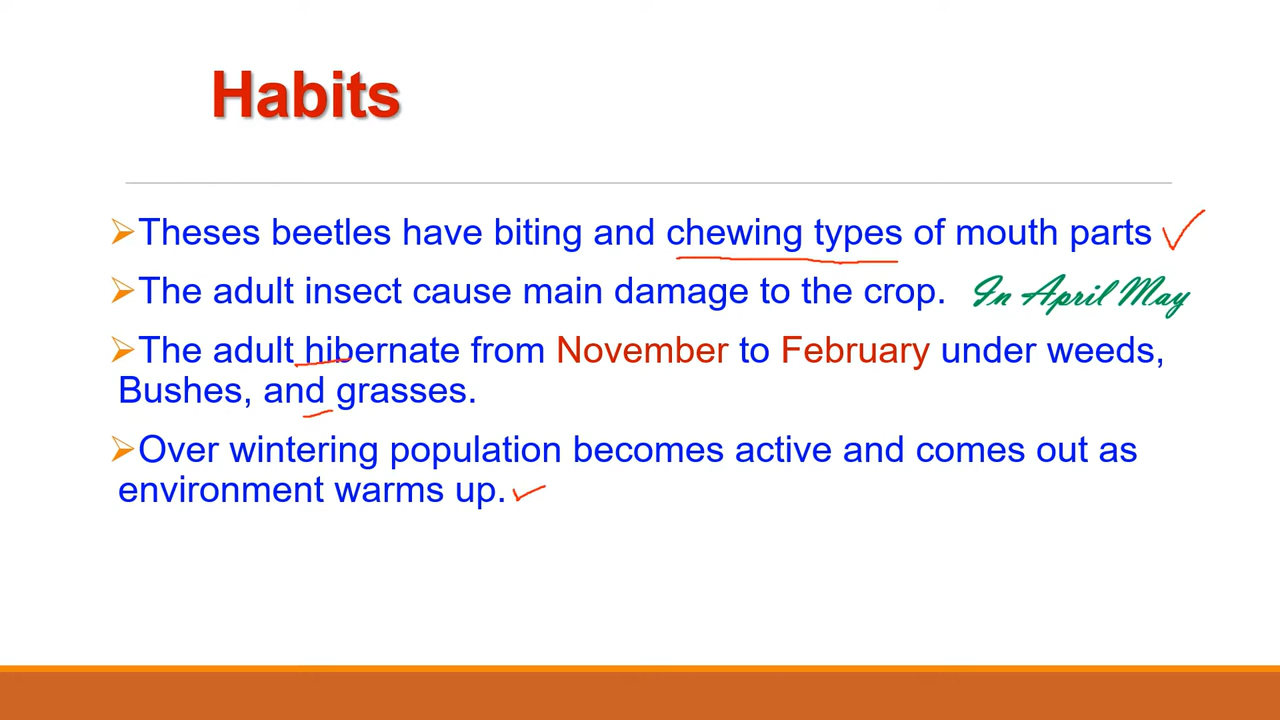 Habits
Theses beetles have biting and chewing types of mouth parts
The adult insect cause main damage to the crop. In April May
The adult hibernate from November to February under weeds,
Bushes, and grasses.
Over wintering population becomes active and comes out as
environment warms up.